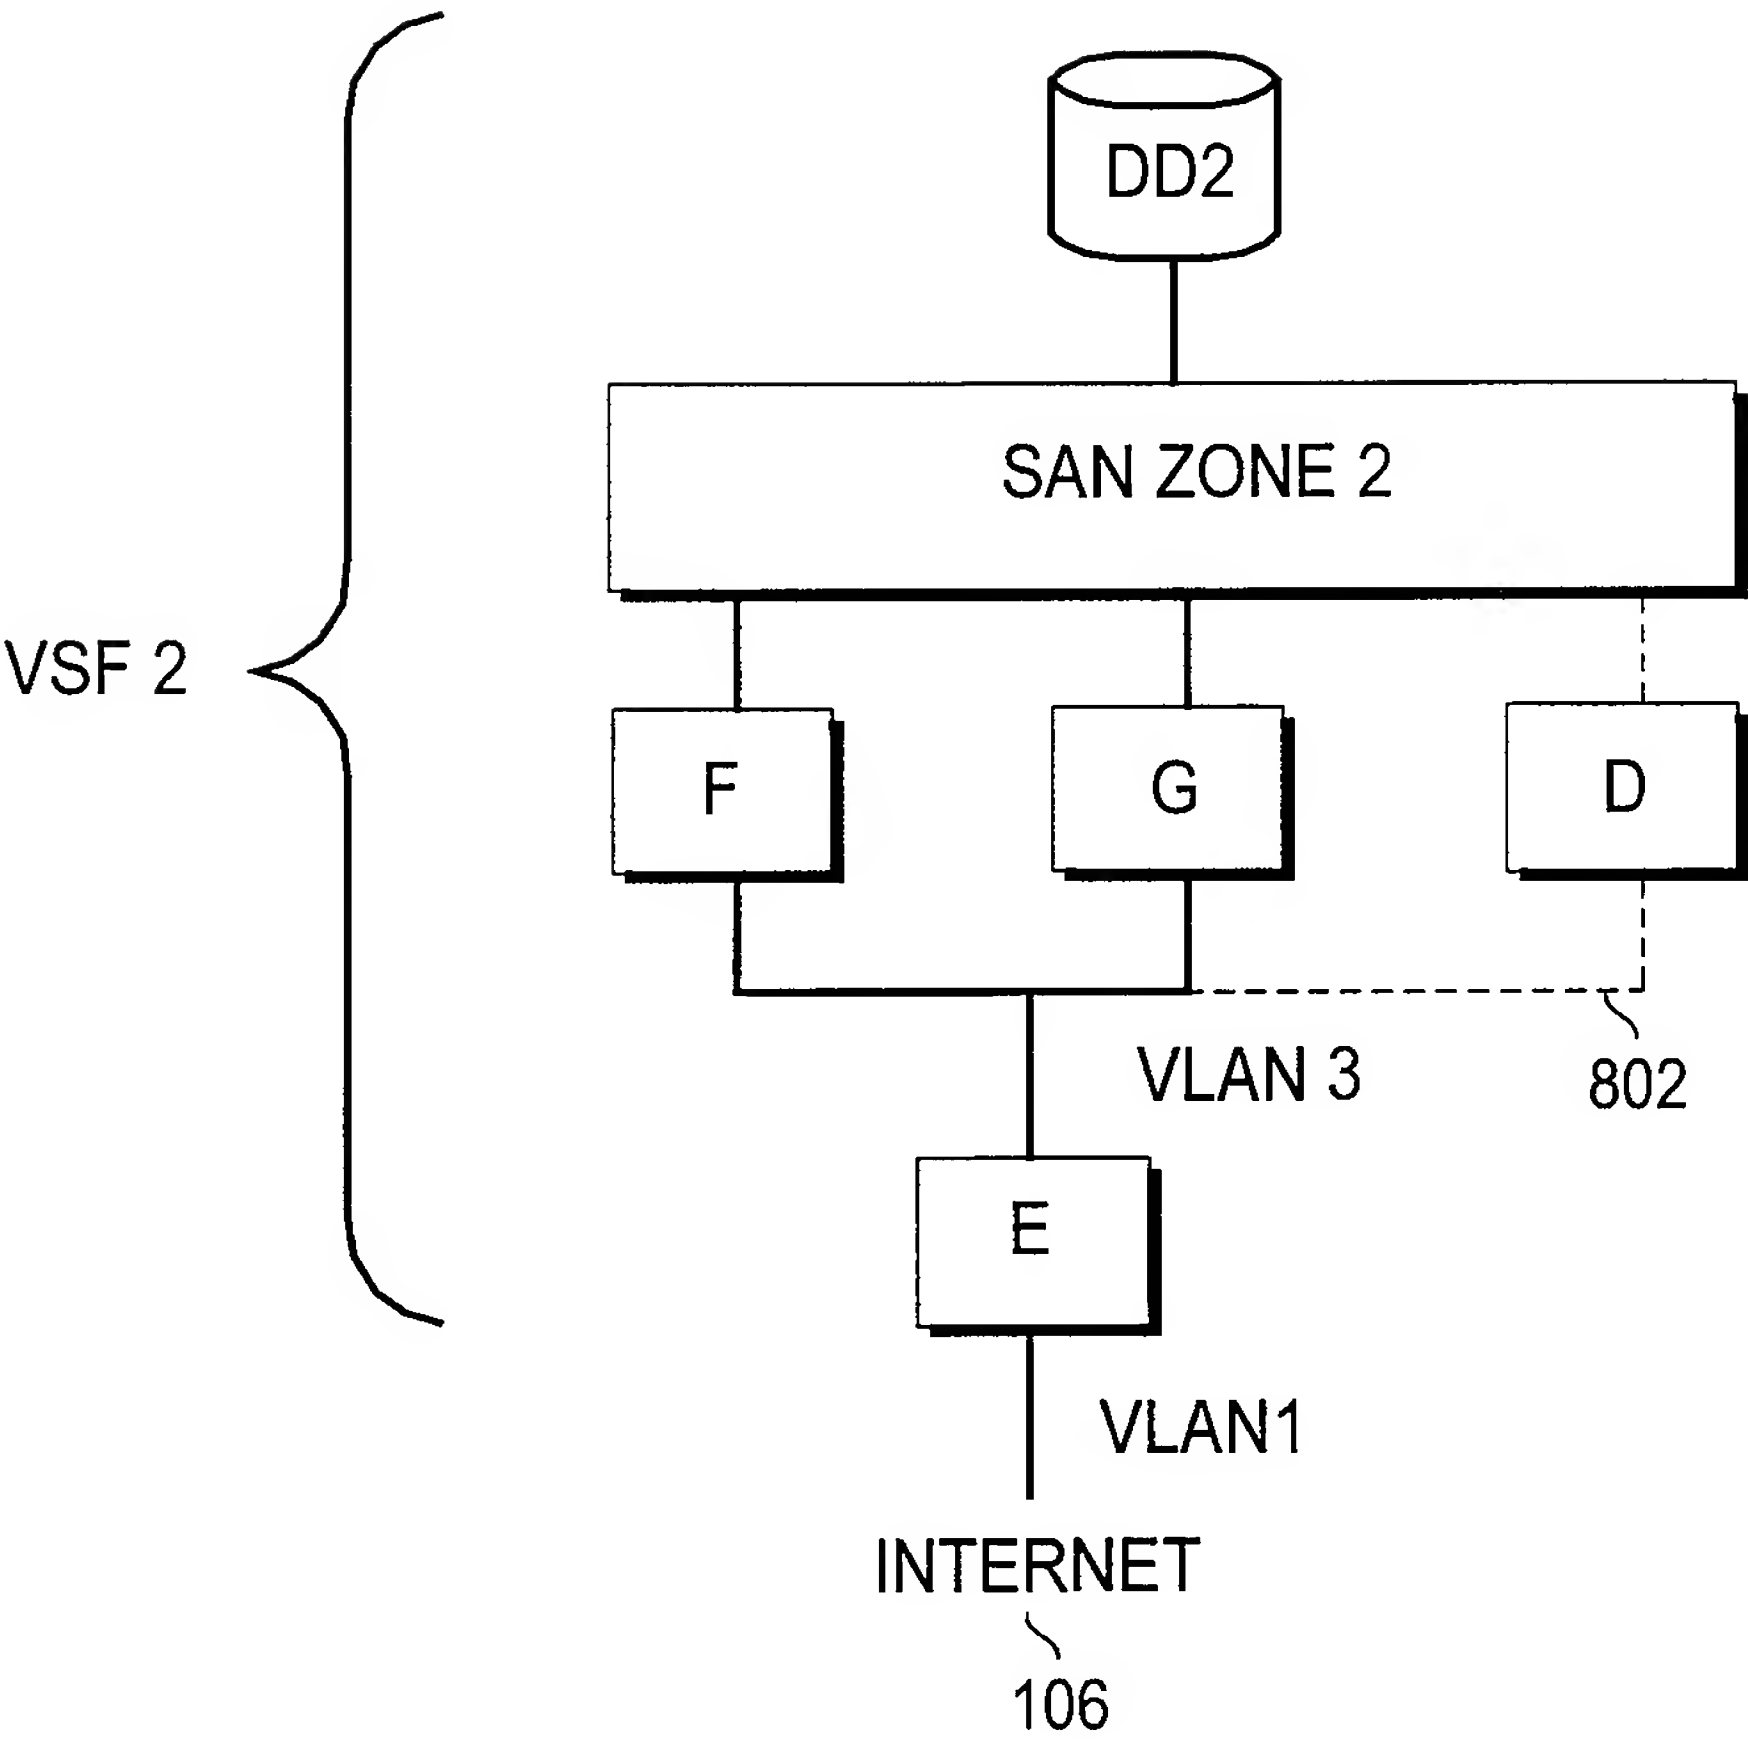 DD2
SAN ZONE 2
VSF 2
F
G
D
VLAN 3
802
E
VLAN1
INTERNET
106